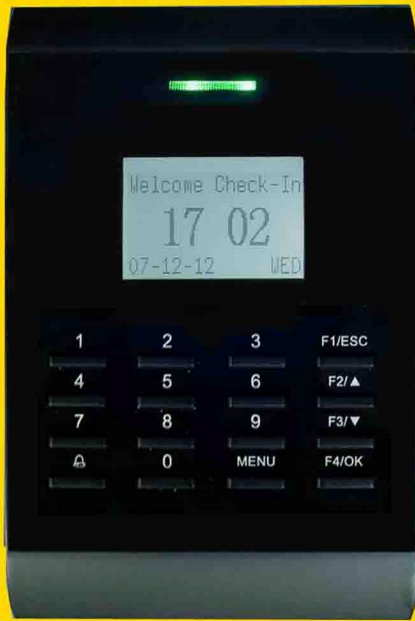 Welcome Check-In
17 02
07-12-12 WED
1 2 3 F1/ESC
4 5 6 F2/▲
7 8 9 F3/▼
0 MENU F4/OK